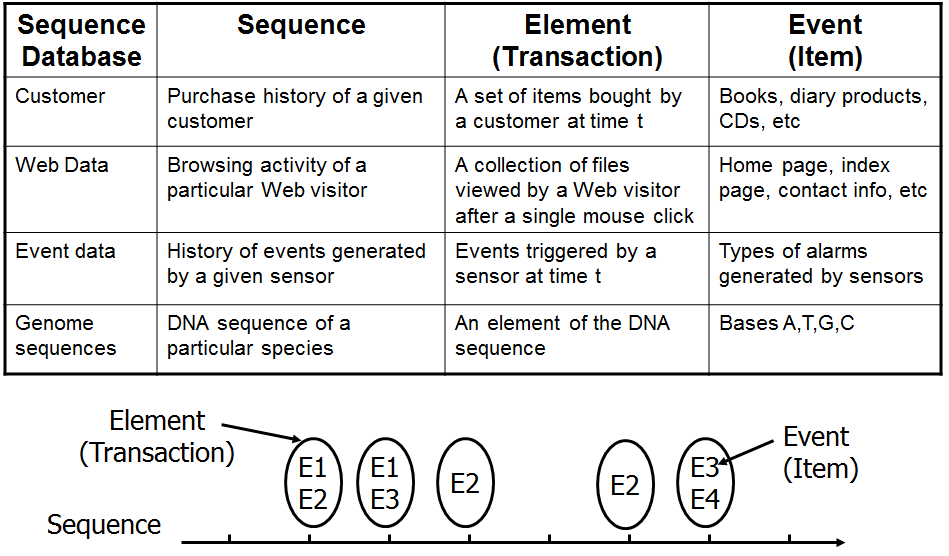 Sequence Database
Sequence
Element (Transaction)
Event (Item)
Customer
Purchase history of a given
customer
A set of items bought by
a customer at time t
Books, diary products,
CDs, etc
Web Data
Browsing activity of a
particular Web visitor
A collection of files
viewed by a Web visitor
after a single mouse click
Home page, index
page, contact info, etc
Event data
History of events generated
by a given sensor
Events triggered by a
sensor at time t
Types of alarms
generated by sensors
Genome
sequences
DNA sequence of a
particular species
An element of the DNA
sequence
Bases A,T,G,C
Element
(Transaction)
E1
E2
E1
E3
E2
E2
E3
E4
Event
(Item)
Sequence